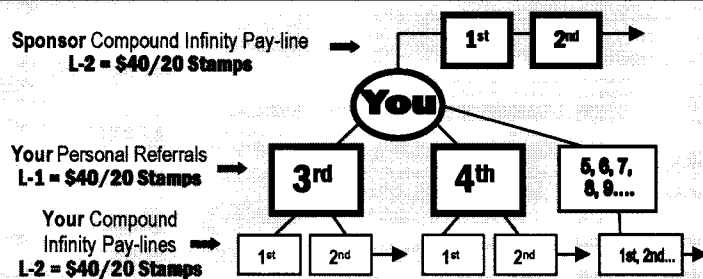 Sponsor Compound Infinity Pay-line
L-2 = $40/20 Stamps
1st
2nd
You
Your Personal Referrals
L-1 = $40/20 Stamps
3rd
4th
5, 6, 7,
8, 9....
Your Compound
Infinity Pay-lines
L-2 = $40/20 Stamps
1st
2nd
1st
2nd
1st, 2nd...